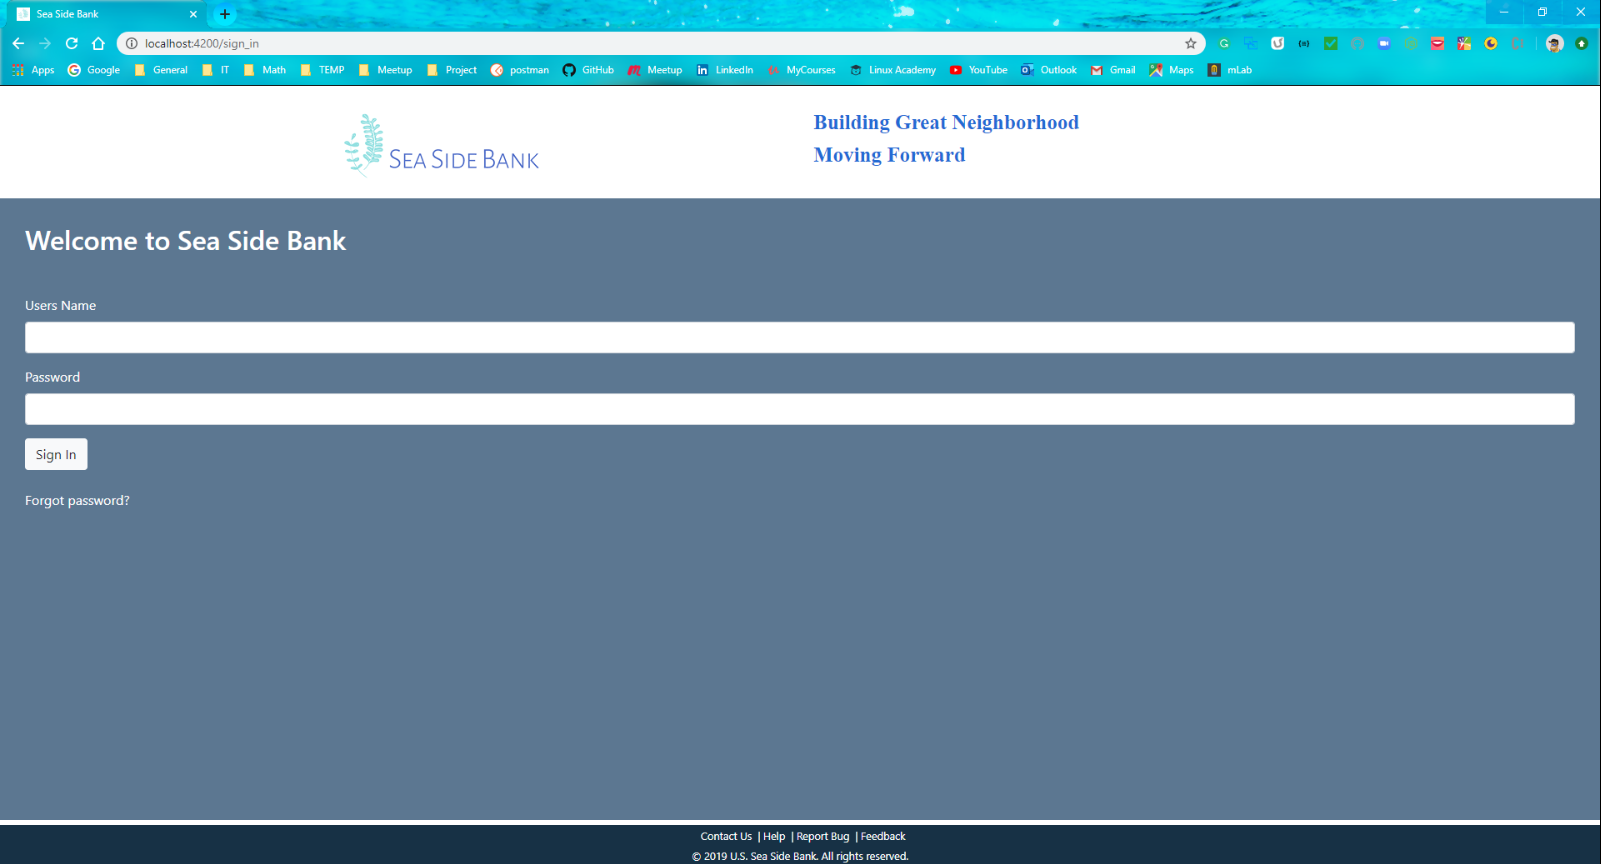 Sea Side Bank
localhost:4200/sign_in
Apps Google General IT Math TEMP Meetup Project postman GitHub Meetup LinkedIn MyCourses Linux Academy YouTube Outlook Gmail Maps mLab
SEA SIDE BANK
Building Great Neighborhood
Moving Forward
Welcome to Sea Side Bank
Users Name
Password
Sign In
Forgot password?
Contact Us | Help | Report Bug | Feedback
© 2019 U.S. Sea Side Bank. All rights reserved.